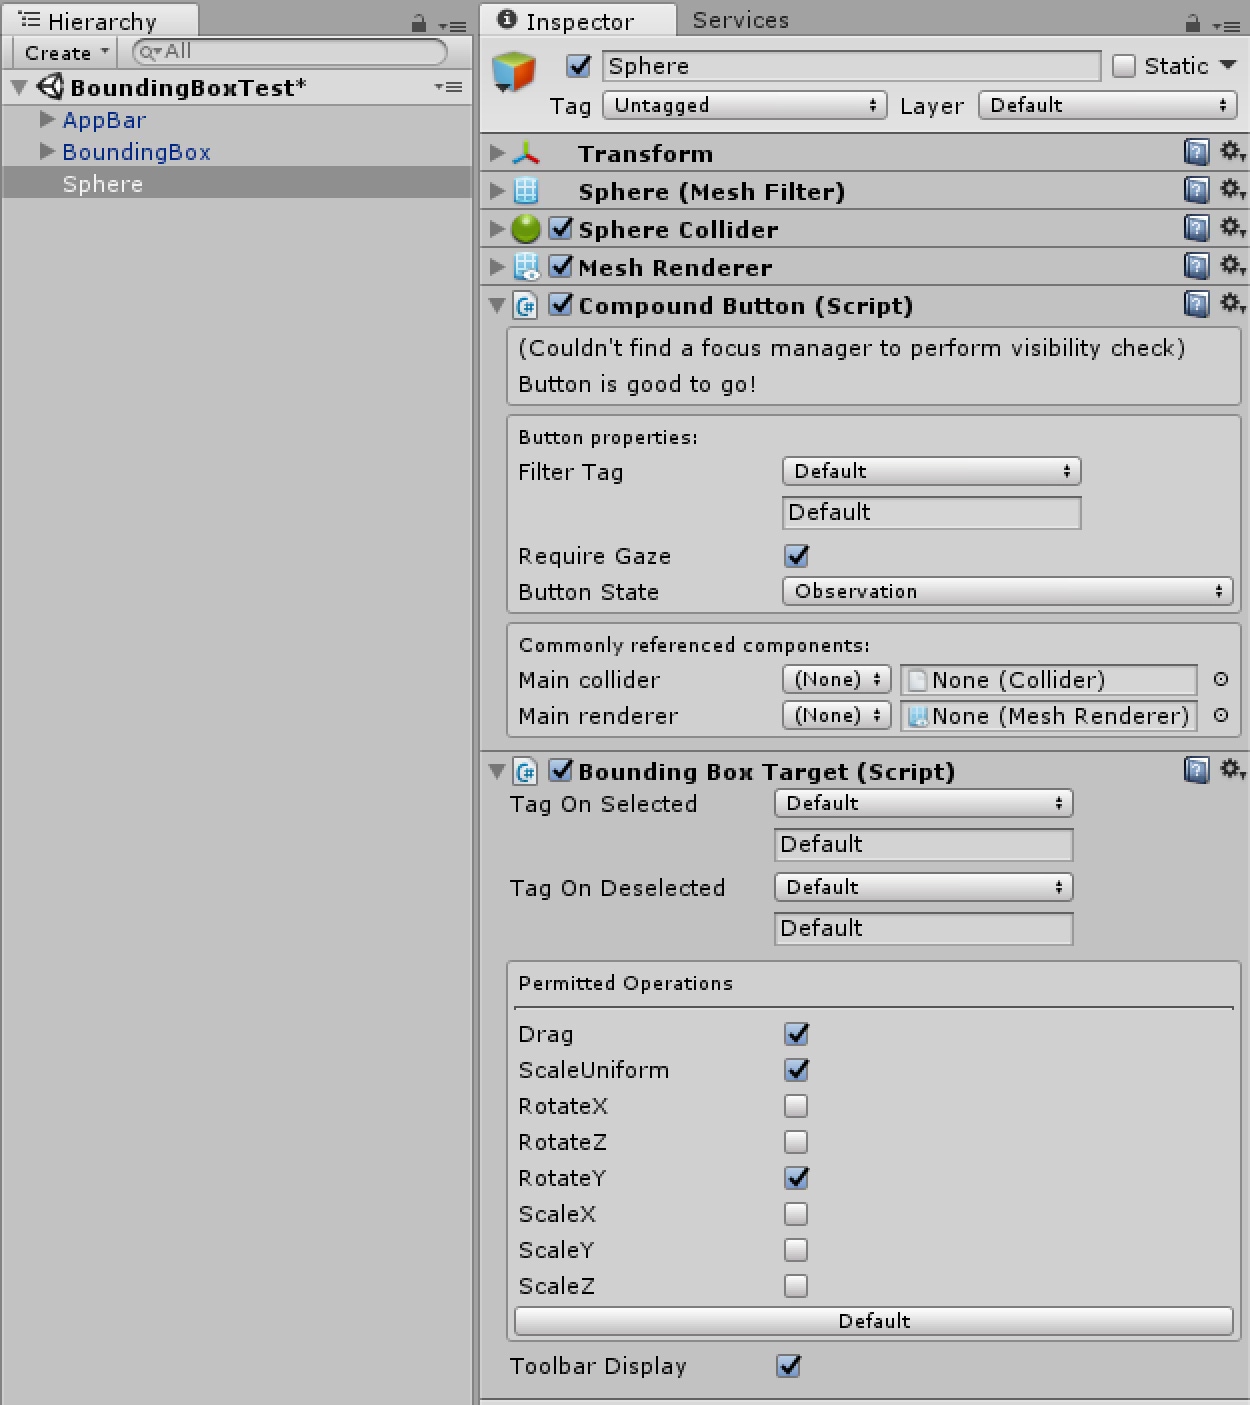 Hierarchy
Create
All
BoundingBoxTest*
AppBar
BoundingBox
Sphere
Inspector
Services
Sphere
Static
Tag
Untagged
Layer
Default
Transform
Sphere (Mesh Filter)
Sphere Collider
Mesh Renderer
Compound Button (Script)
(Couldn't find a focus manager to perform visibility check)
Button is good to go!
Button properties:
Filter Tag
Default
Default
Require Gaze
Button State
Observation
Commonly referenced components:
Main collider
(None)
None (Collider)
Main renderer
(None)
None (Mesh Renderer)
Bounding Box Target (Script)
Tag On Selected
Default
Default
Tag On Deselected
Default
Default
Permitted Operations
Drag
ScaleUniform
RotateX
RotateZ
RotateY
ScaleX
ScaleY
ScaleZ
Default
Toolbar Display